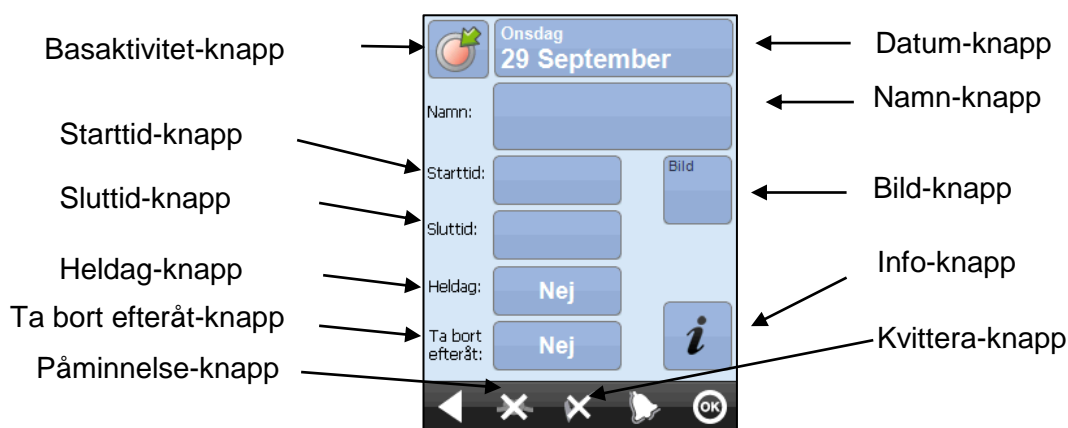 Basaktivitet-knapp
Starttid-knapp
Sluttid-knapp
Heldag-knapp
Ta bort efteråt-knapp
Påminnelse-knapp
Onsdag
29 September
Namn:
Starttid:
Bild
Sluttid:
Heldag:
Nej
Ta bort
efteråt:
Nej
i
OK
Datum-knapp
Namn-knapp
Bild-knapp
Info-knapp
Kvittera-knapp